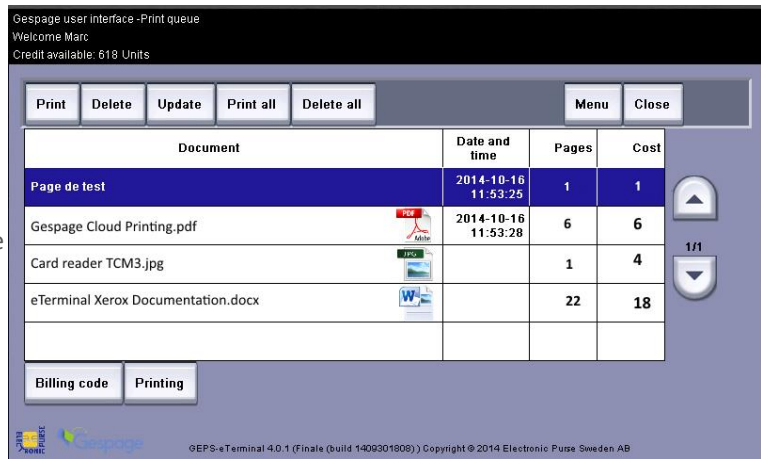 Gespage user interface -Print queue
Welcome Marc
Credit available: 618 Units
Print Delete Update Print all Delete all Menu Close
Document Date and time Pages Cost
Page de test 2014-10-16 11:53:25 1 1
PDF
Gespage Cloud Printing.pdf 2014-10-16 11:53:28 6 6
Adobe
JPG
Card reader TCM3.jpg 1 4
1/1
eTerminal Xerox Documentation.docx W 22 18
Billing code Printing
Gespage
GEPS-eTerminal 4.0.1 (Finale (build 1409301808) ) Copyright © 2014 Electronic Purse Sweden AB
e